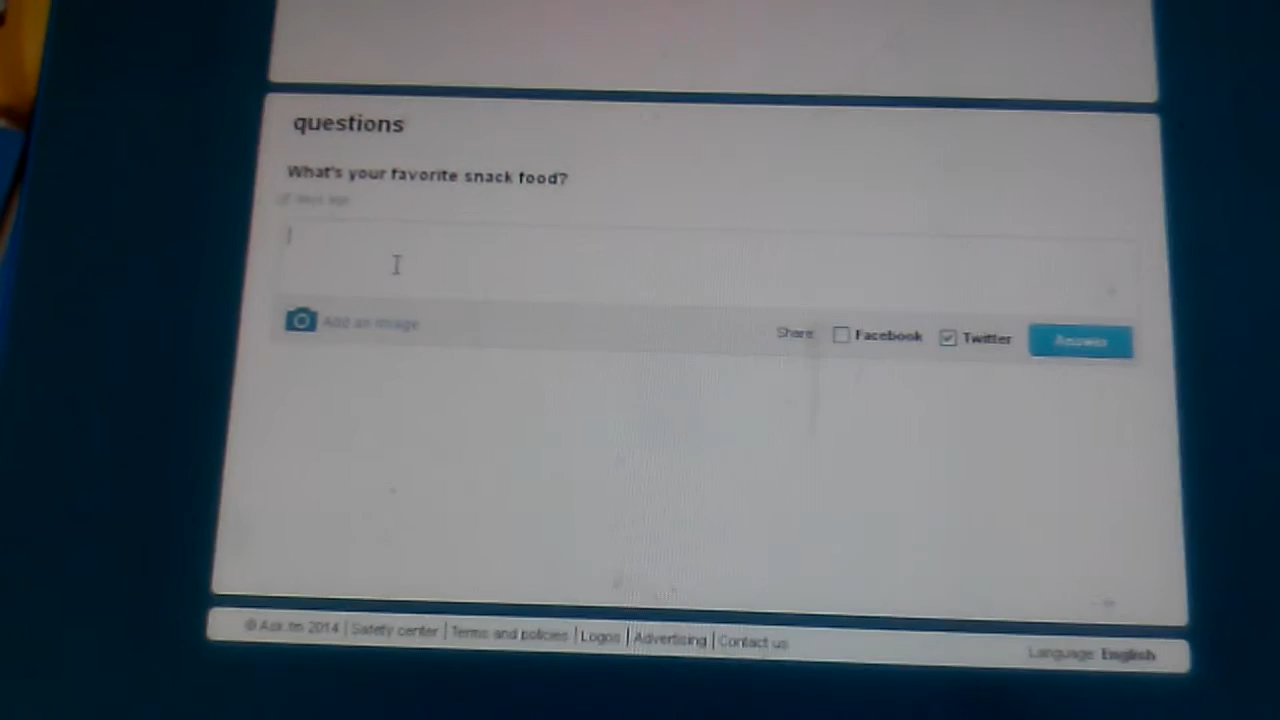 questions
What's your favorite snack food?
Add an image
Share: Facebook Twitter Answer
© Ask.fm 2014 | Safety center | Terms and policies | Logos | Advertising | Contact us
Language: English